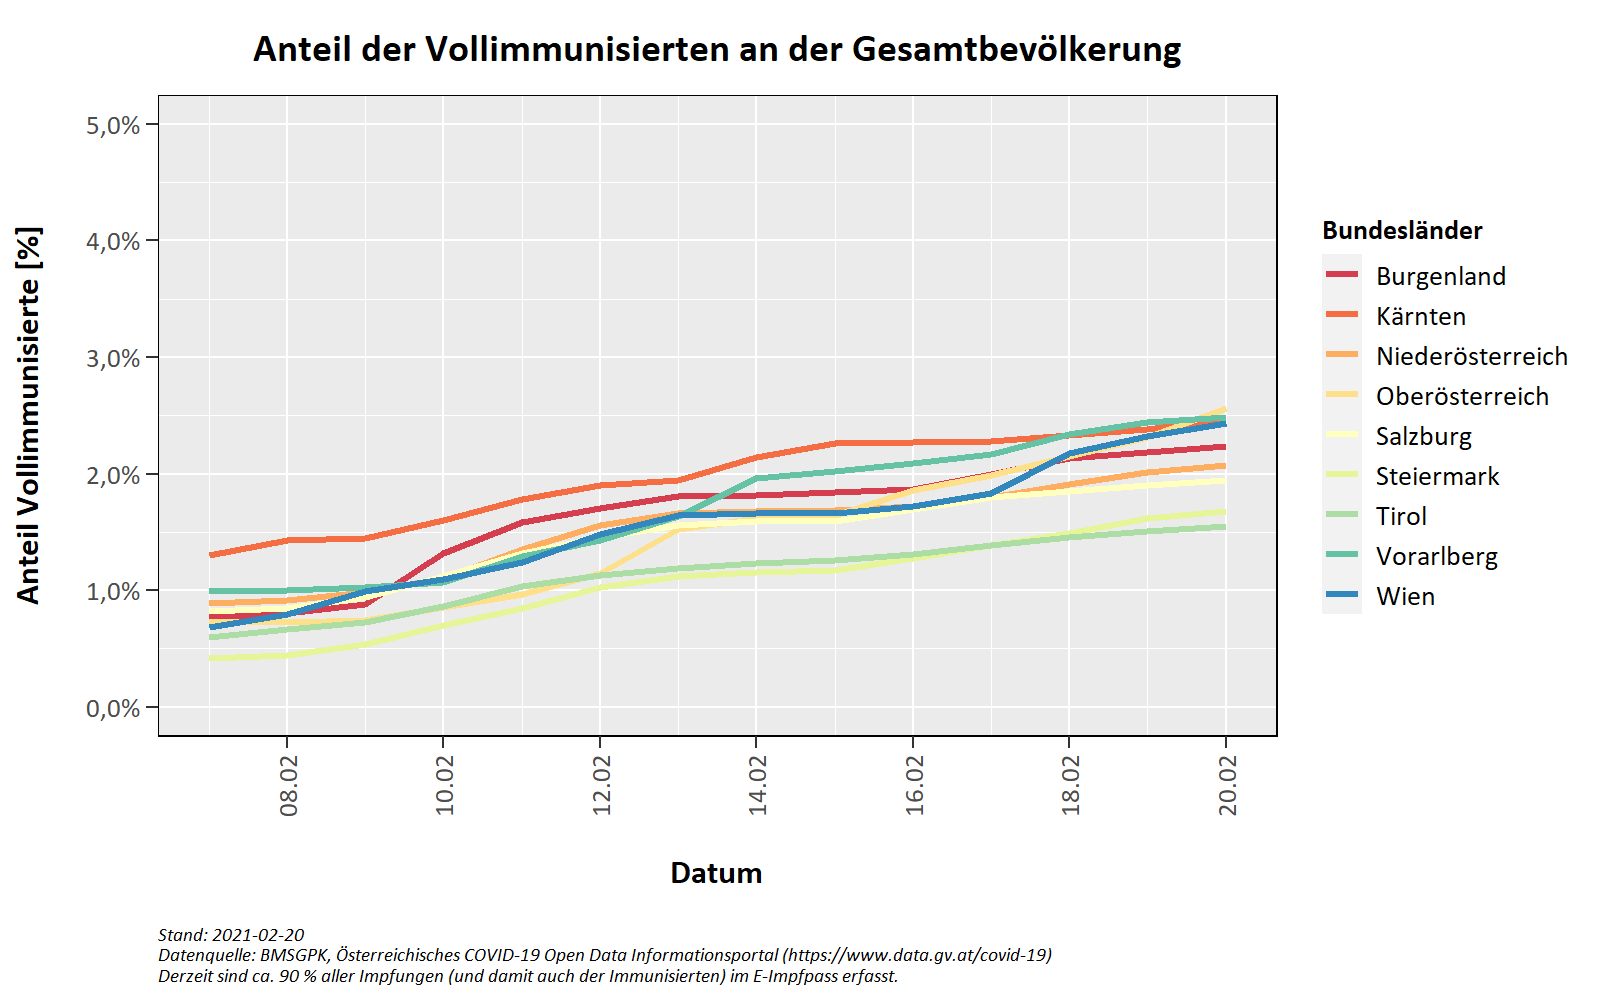 Anteil der Vollimmunisierten an der Gesamtbevölkerung
Anteil Vollimmunisierte [%]
5,0%
4,0%
3,0%
2,0%
1,0%
0,0%
08.02
10.02
12.02
14.02
16.02
18.02
20.02
Datum
Bundesländer
Burgenland
Kärnten
Niederösterreich
Oberösterreich
Salzburg
Steiermark
Tirol
Vorarlberg
Wien
Stand: 2021-02-20
Datenquelle: BMSGPK, Österreichisches COVID-19 Open Data Informationsportal (https://www.data.gv.at/covid-19)
Derzeit sind ca. 90 % aller Impfungen (und damit auch der Immunisierten) im E-Impfpass erfasst.